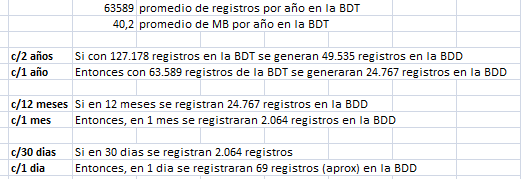 63589 promedio de registros por año en la BDT
40,2 promedio de MB por año en la BDT
c/2 años Si con 127.178 registros en la BDT se generan 49.535 registros en la BDD
c/1 año Entonces con 63.589 registros de la BDT se generaran 24.767 registros en la BDD
c/12 meses Si en 12 meses se registran 24.767 registros en la BDD
c/1 mes Entonces, en 1 mes se registraran 2.064 registros en la BDD
c/30 dias Si en 30 dias se registran 2.064 registros
c/1 dia Entonces, en 1 dia se registraran 69 registros (aprox) en la BDD